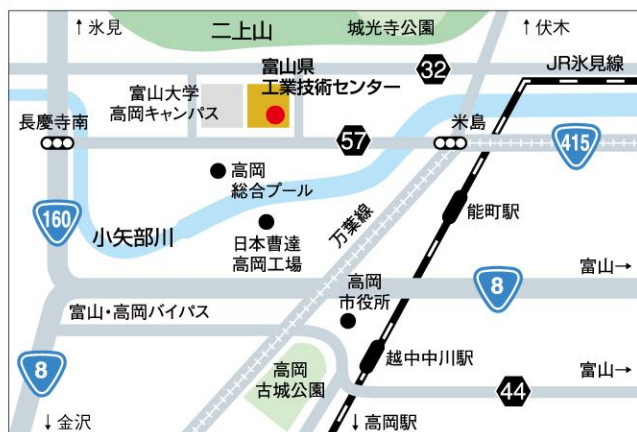 ↑氷見
二上山
城光寺公園
↑伏木
富山県
工業技術センター
32
JR氷見線
富山大学
高岡キャンパス
長慶寺南
57
米島
415
高岡
総合プール
160
小矢部川
日本曹達
高岡工場
万葉線
能町駅
高岡
市役所
8
富山→
富山・高岡バイパス
8
高岡
古城公園
越中中川駅
富山→
44
↓金沢
↓高岡駅